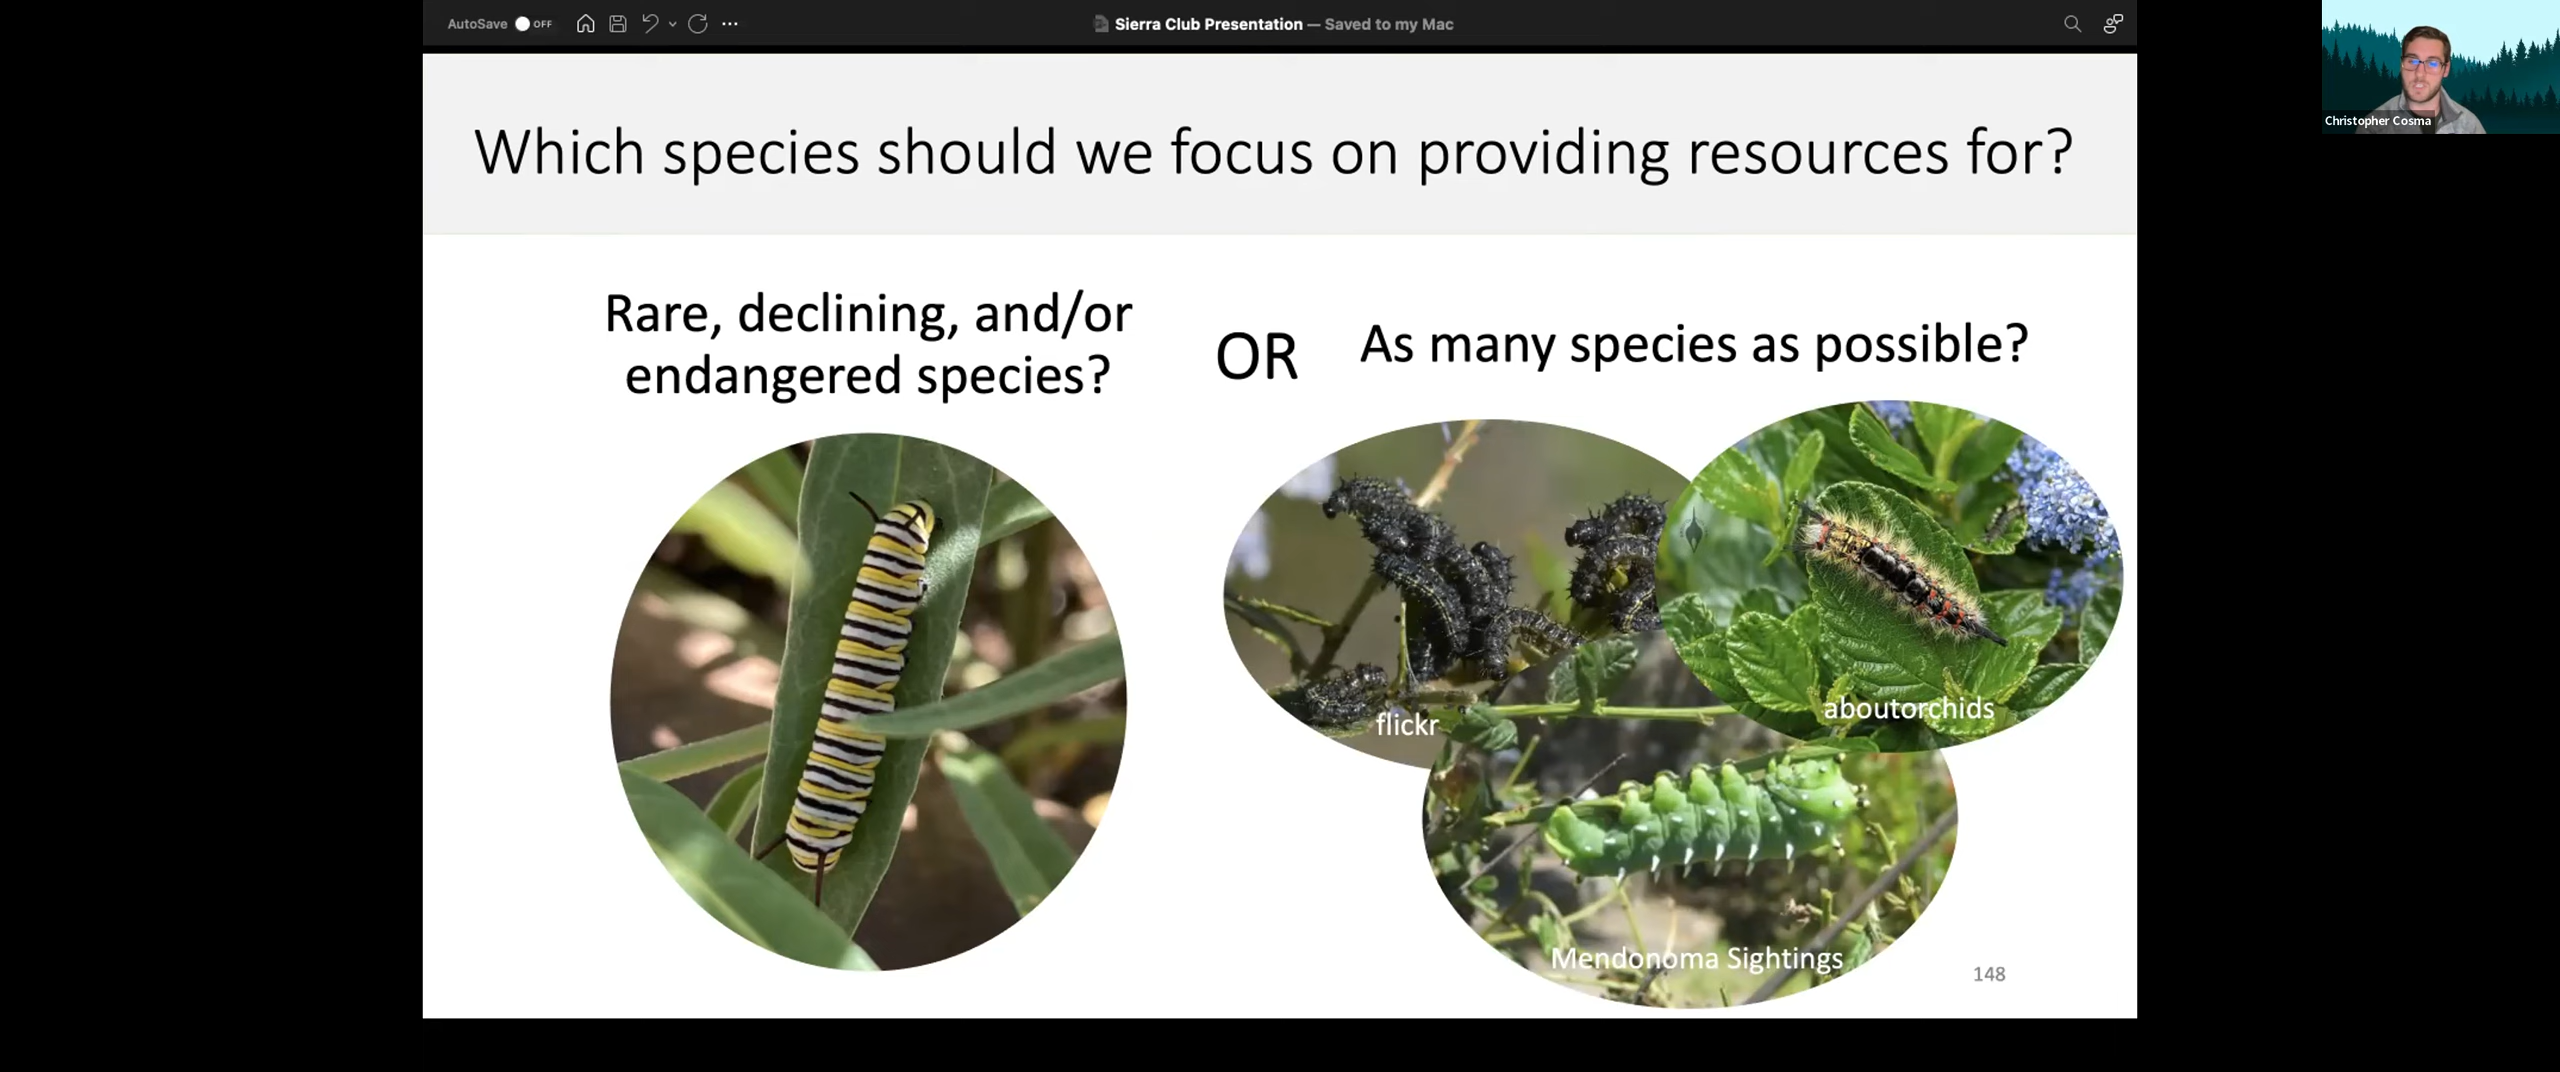 AutoSave OFF
Sierra Club Presentation — Saved to my Mac
Christopher Cosma
Which species should we focus on providing resources for?
Rare, declining, and/or
endangered species?
OR
As many species as possible?
flickr
aboutorchids
Mendonoma Sightings
148